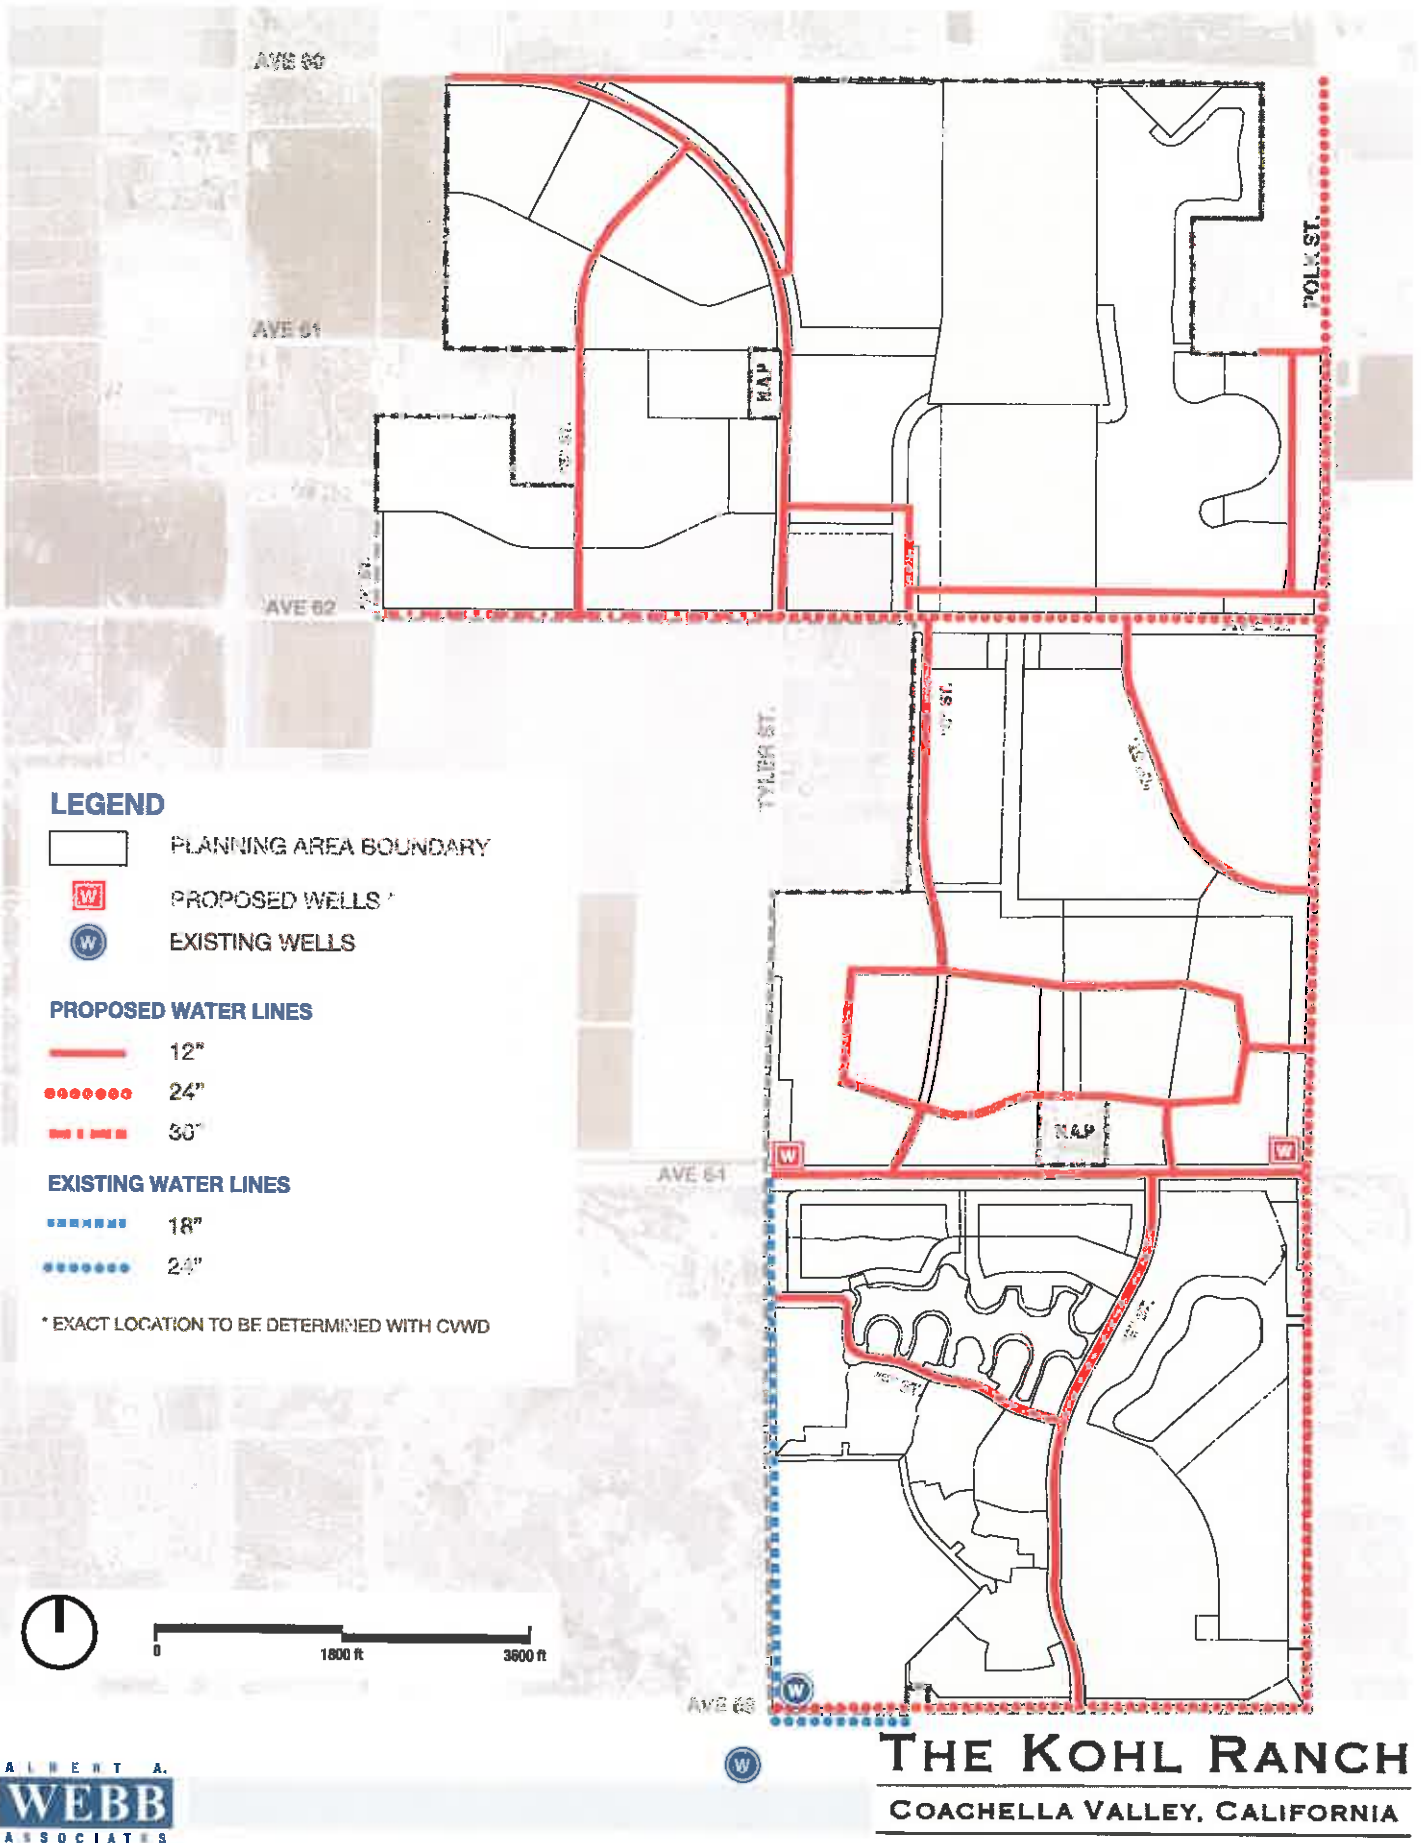 AVE 60
POLK ST.
AVE 61
N.A.P
AVE 62
TYLER ST.
"D" ST.
LEGEND
PLANNING AREA BOUNDARY
W
PROPOSED WELLS *
W
EXISTING WELLS
PROPOSED WATER LINES
12"
24"
30"
EXISTING WATER LINES
18"
24"
* EXACT LOCATION TO BE DETERMINED WITH CVWD
N.A.P
W
W
AVE 64
0
1800 ft
3600 ft
W
W
THE KOHL RANCH
COACHELLA VALLEY, CALIFORNIA
ALBERT A.
WEBB
ASSOCIATES